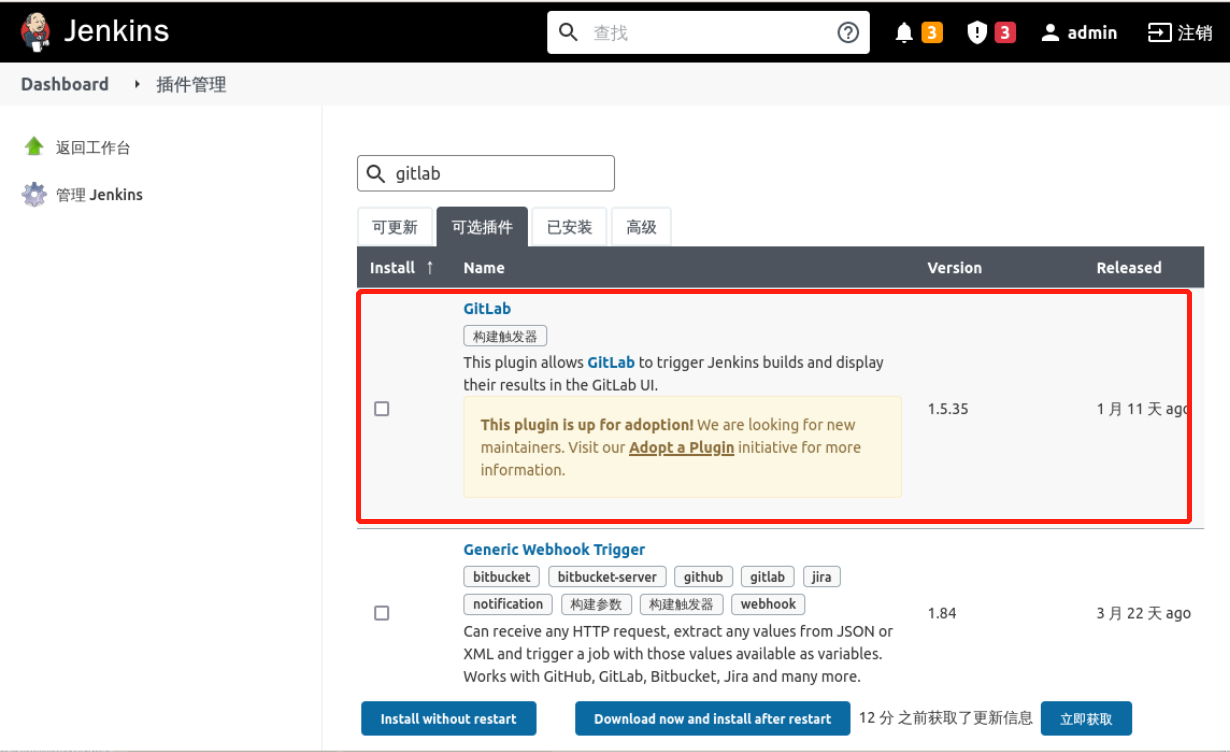 Jenkins
查找
3
3
admin
注销
Dashboard
插件管理
返回工作台
管理 Jenkins
gitlab
可更新
可选插件
已安装
高级
Install ↑
Name
Version
Released
GitLab
构建触发器
This plugin allows GitLab to trigger Jenkins builds and display
their results in the GitLab UI.
This plugin is up for adoption! We are looking for new
maintainers. Visit our Adopt a Plugin initiative for more
information.
1.5.35
1 月 11 天 ago
Generic Webhook Trigger
bitbucket
bitbucket-server
github
gitlab
jira
notification
构建参数
构建触发器
webhook
Can receive any HTTP request, extract any values from JSON or
XML and trigger a job with those values available as variables.
Works with GitHub, GitLab, Bitbucket, Jira and many more.
1.84
3 月 22 天 ago
Install without restart
Download now and install after restart
12 分 之前获取了更新信息
立即获取